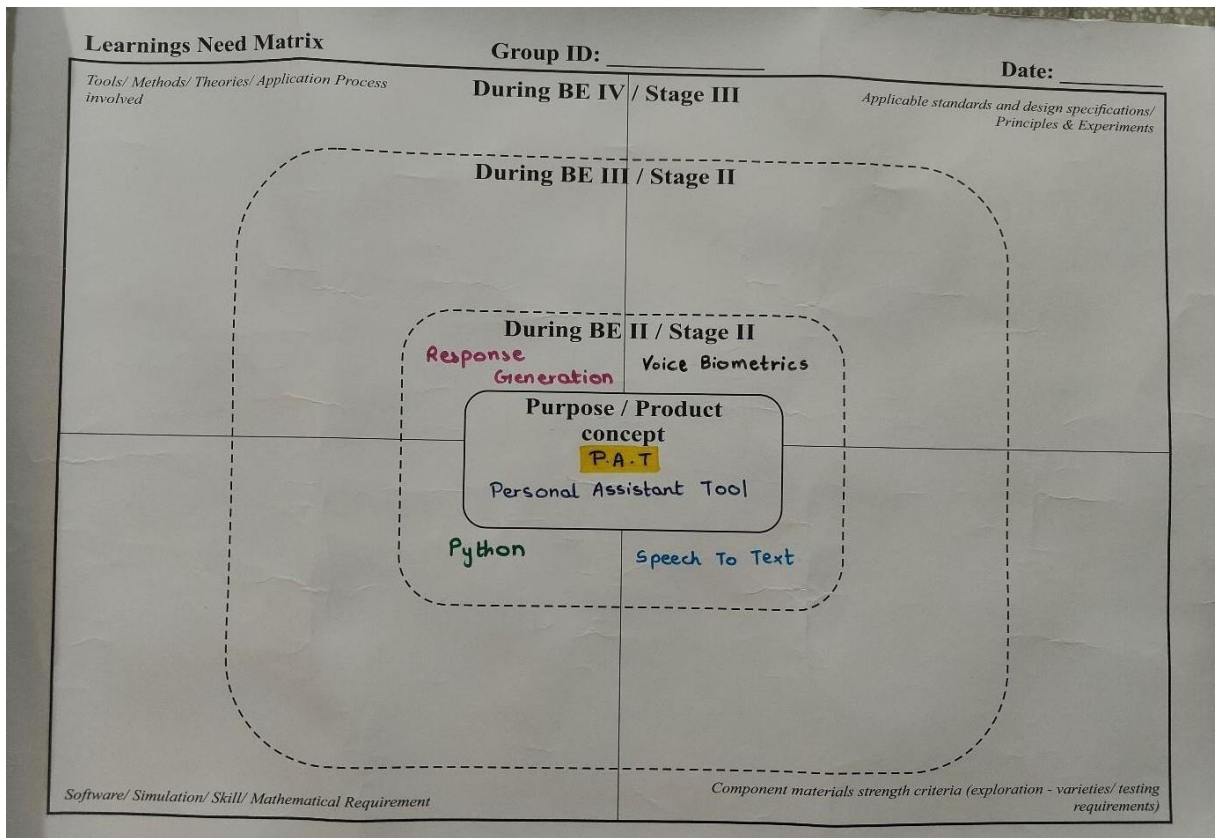 Learnings Need Matrix
Group ID: ____________
Date: ________
Tools/ Methods/ Theories/ Application Process
involved
During BE IV / Stage III
Applicable standards and design specifications/
Principles & Experiments
During BE III / Stage II
During BE II / Stage II
Response
Generation
Voice Biometrics
Purpose / Product
concept
P.A.T
Personal Assistant Tool
Python
Speech To Text
Software/ Simulation/ Skill/ Mathematical Requirement
Component materials strength criteria (exploration - varieties/ testing
requirements)